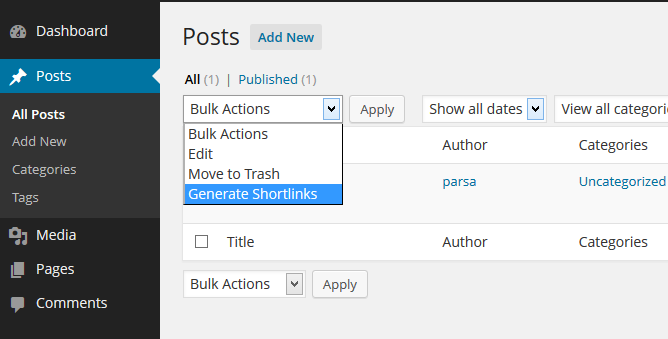 Dashboard
Posts
All Posts
Add New
Categories
Tags
Media
Pages
Comments
Posts Add New
All (1) | Published (1)
Bulk Actions Apply Show all dates View all categorie
Bulk Actions
Edit
Move to Trash
Generate Shortlinks
Author Categories
parsa Uncategorized
Title Author Categories
Bulk Actions Apply